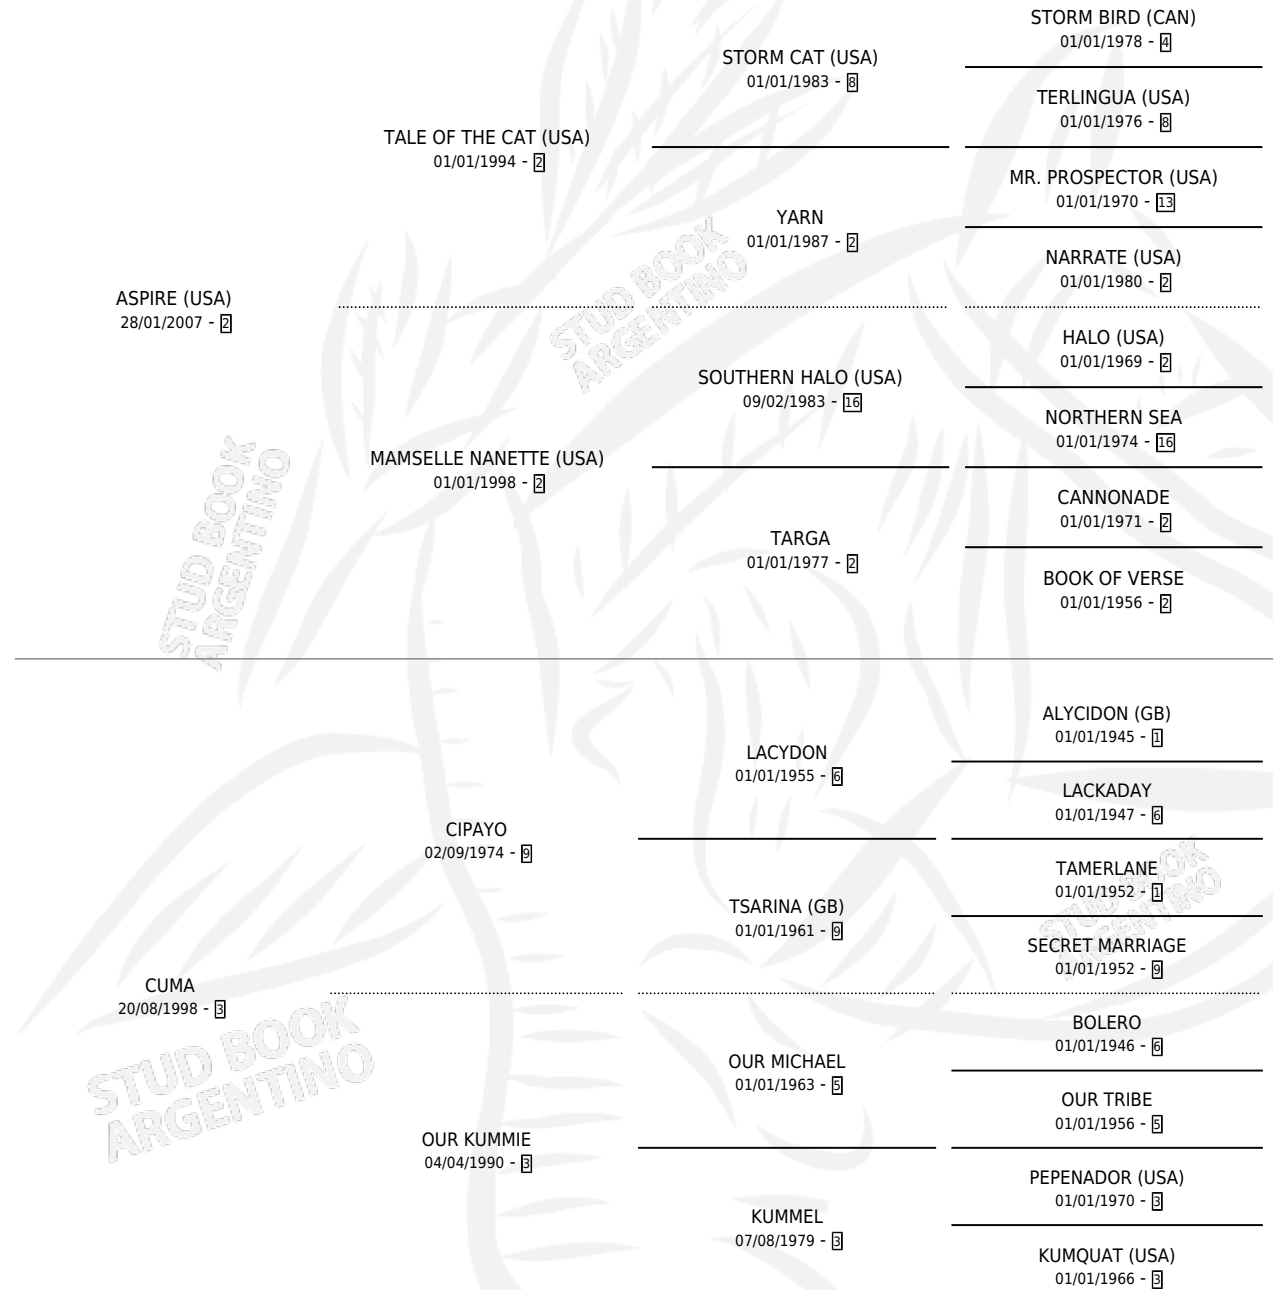 STORM BIRD (CAN)
01/01/1978 - 4
STORM CAT (USA)
01/01/1983 - 8
TERLINGUA (USA)
01/01/1976 - 8
TALE OF THE CAT (USA)
01/01/1994 - 2
MR. PROSPECTOR (USA)
01/01/1970 - 13
YARN
01/01/1987 - 2
NARRATE (USA)
01/01/1980 - 2
ASPIRE (USA)
28/01/2007 - 2
HALO (USA)
01/01/1969 - 2
SOUTHERN HALO (USA)
09/02/1983 - 16
NORTHERN SEA
01/01/1974 - 16
MAMSELLE NANETTE (USA)
01/01/1998 - 2
CANNONADE
01/01/1971 - 2
TARGA
01/01/1977 - 2
BOOK OF VERSE
01/01/1956 - 2
STUD BOOK
ARGENTINO
STUD BOOK
ARGENTINO
ALYCIDON (GB)
01/01/1945 - 1
LACYDON
01/01/1955 - 6
LACKADAY
01/01/1947 - 6
CIPAYO
02/09/1974 - 9
TAMERLANE
01/01/1952 - 1
TSARINA (GB)
01/01/1961 - 9
SECRET MARRIAGE
01/01/1952 - 9
STUD BOOK
ARGENTINO
CUMA
20/08/1998 - 3
BOLERO
01/01/1946 - 6
OUR MICHAEL
01/01/1963 - 5
OUR TRIBE
01/01/1956 - 5
STUD BOOK
ARGENTINO
OUR KUMMIE
04/04/1990 - 3
PEPENADOR (USA)
01/01/1970 - 3
KUMMEL
07/08/1979 - 3
KUMQUAT (USA)
01/01/1966 - 3